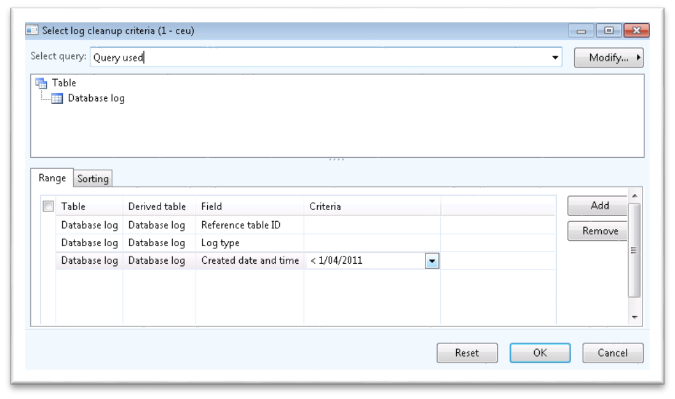 Select log cleanup criteria (1 - ceu)
Select query: Query used Modify...
Table
Database log
Range Sorting
Table Derived table Field Criteria Add
Database log Database log Reference table ID Remove
Database log Database log Log type
Database log Database log Created date and time < 1/04/2011
Reset OK Cancel